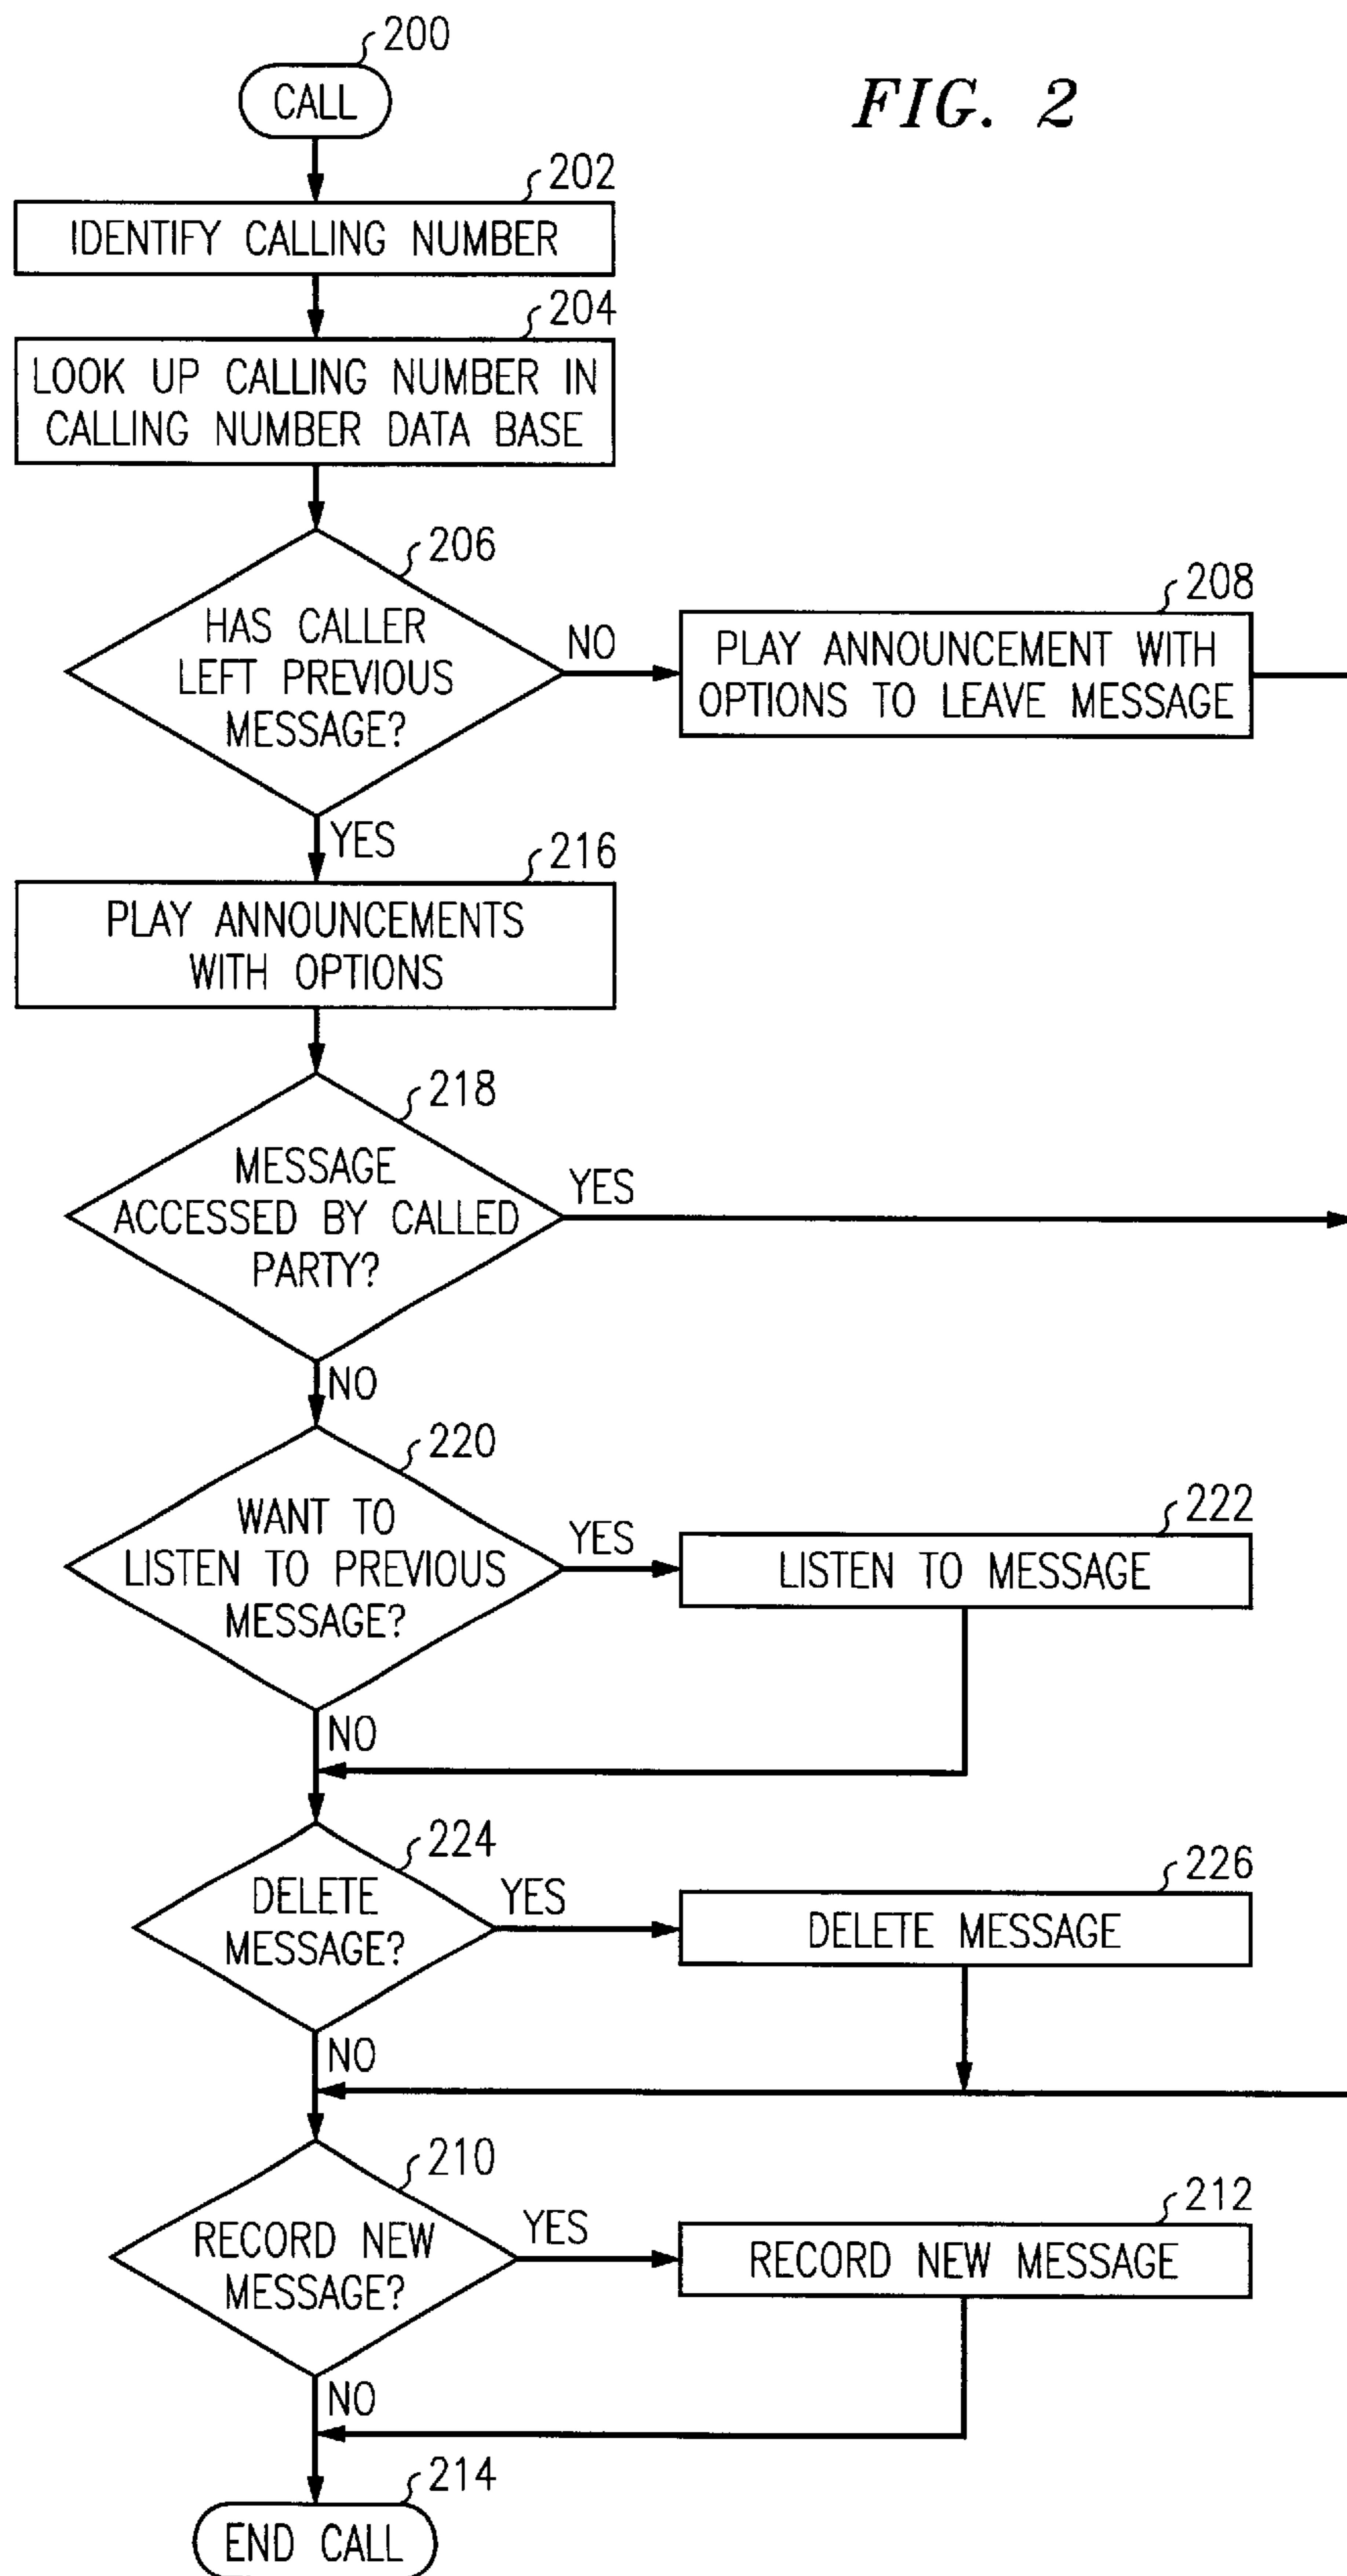 200
CALL
FIG. 2
202
IDENTIFY CALLING NUMBER
204
LOOK UP CALLING NUMBER IN
CALLING NUMBER DATA BASE
206
HAS CALLER
LEFT PREVIOUS
MESSAGE?
NO
208
PLAY ANNOUNCEMENT WITH
OPTIONS TO LEAVE MESSAGE
YES
216
PLAY ANNOUNCEMENTS
WITH OPTIONS
218
MESSAGE
ACCESSED BY CALLED
PARTY?
YES
NO
220
WANT TO
LISTEN TO PREVIOUS
MESSAGE?
YES
222
LISTEN TO MESSAGE
NO
224
DELETE
MESSAGE?
YES
226
DELETE MESSAGE
NO
210
RECORD NEW
MESSAGE?
YES
212
RECORD NEW MESSAGE
NO
214
END CALL